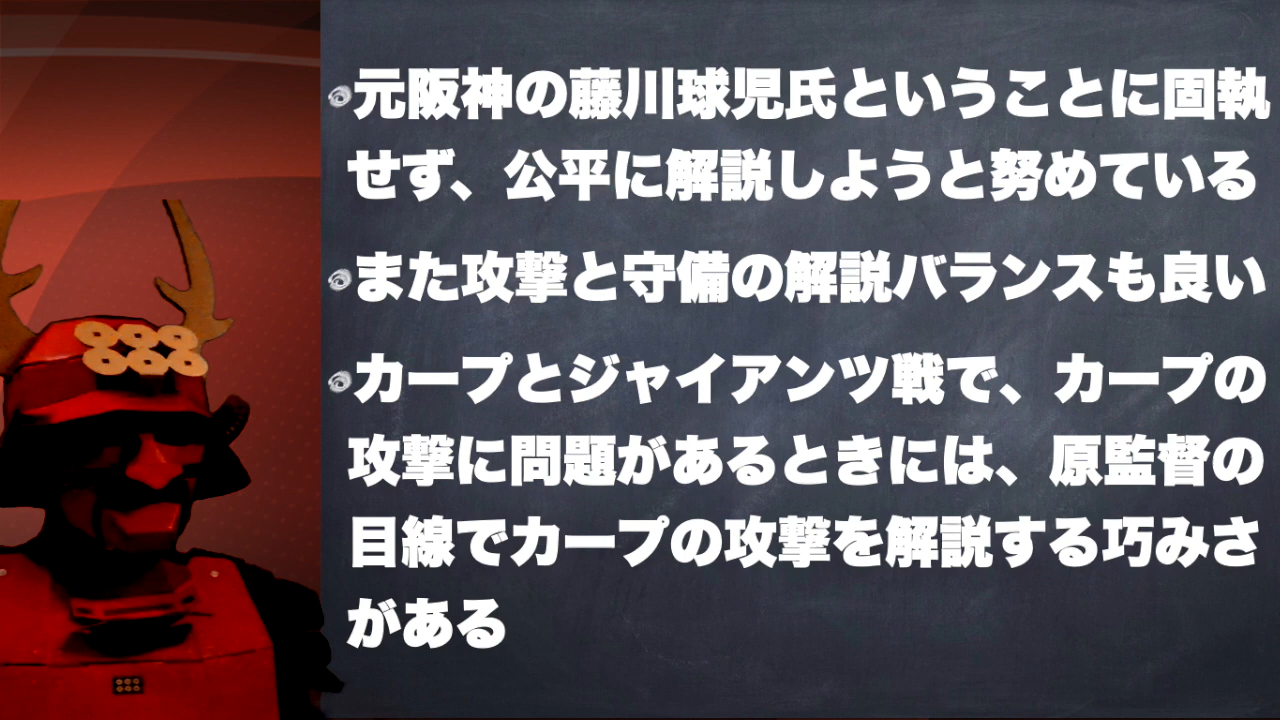 元阪神の藤川球児氏ということに固執
せず、公平に解説しようと努めている
また攻撃と守備の解説バランスも良い
カープとジャイアンツ戦で、カープの
攻撃に問題があるときには、原監督の
目線でカープの攻撃を解説する巧みさ
がある